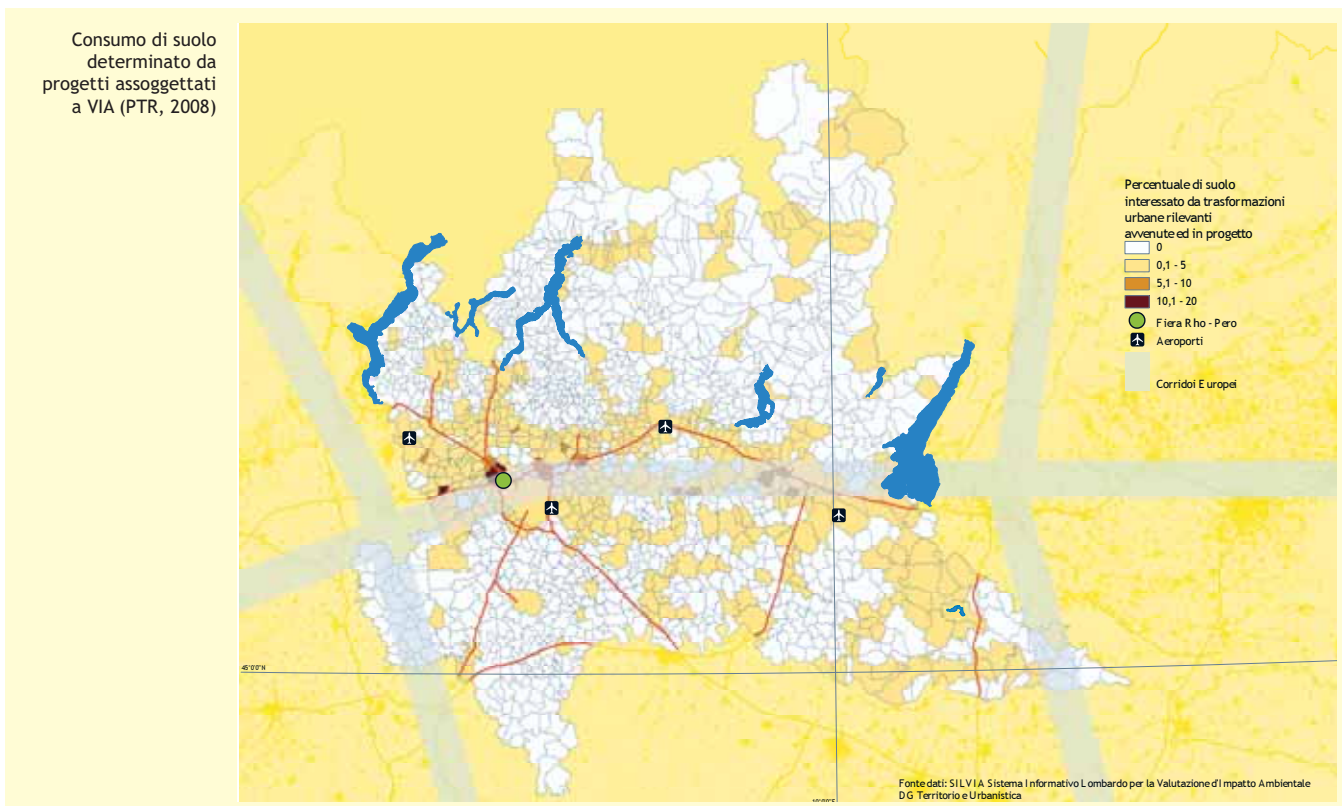 Consumo di suolo
determinato da
progetti assoggettati
a VIA (PTR, 2008)
Percentuale di suolo
interessato da trasformazioni
urbane rilevanti
avvenute ed in progetto
0
0,1 - 5
5,1 - 10
10,1 - 20
Fiera Rho - Pero
Aeroporti
Corridoi Europei
45°0'0"N
Fonte dati: SILVIA Sistema Informativo Lombardo per la Valutazione d'Impatto Ambientale
DG Territorio e Urbanistica